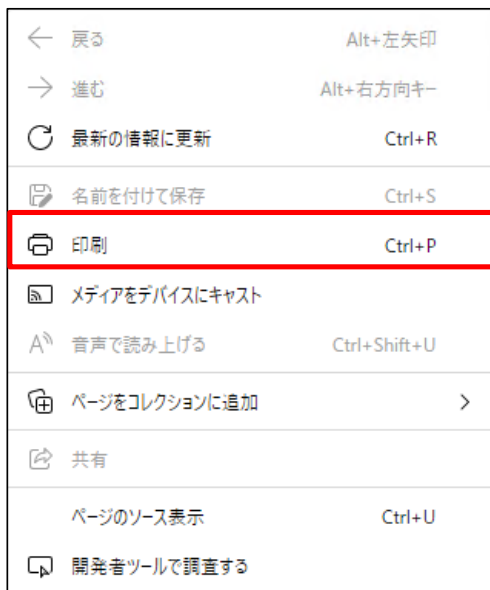 戻る Alt+左矢印
進む Alt+右方向キー
最新の情報に更新 Ctrl+R
名前を付けて保存 Ctrl+S
印刷 Ctrl+P
メディアをデバイスにキャスト
音声で読み上げる Ctrl+Shift+U
ページをコレクションに追加
共有
ページのソース表示 Ctrl+U
開発者ツールで調査する